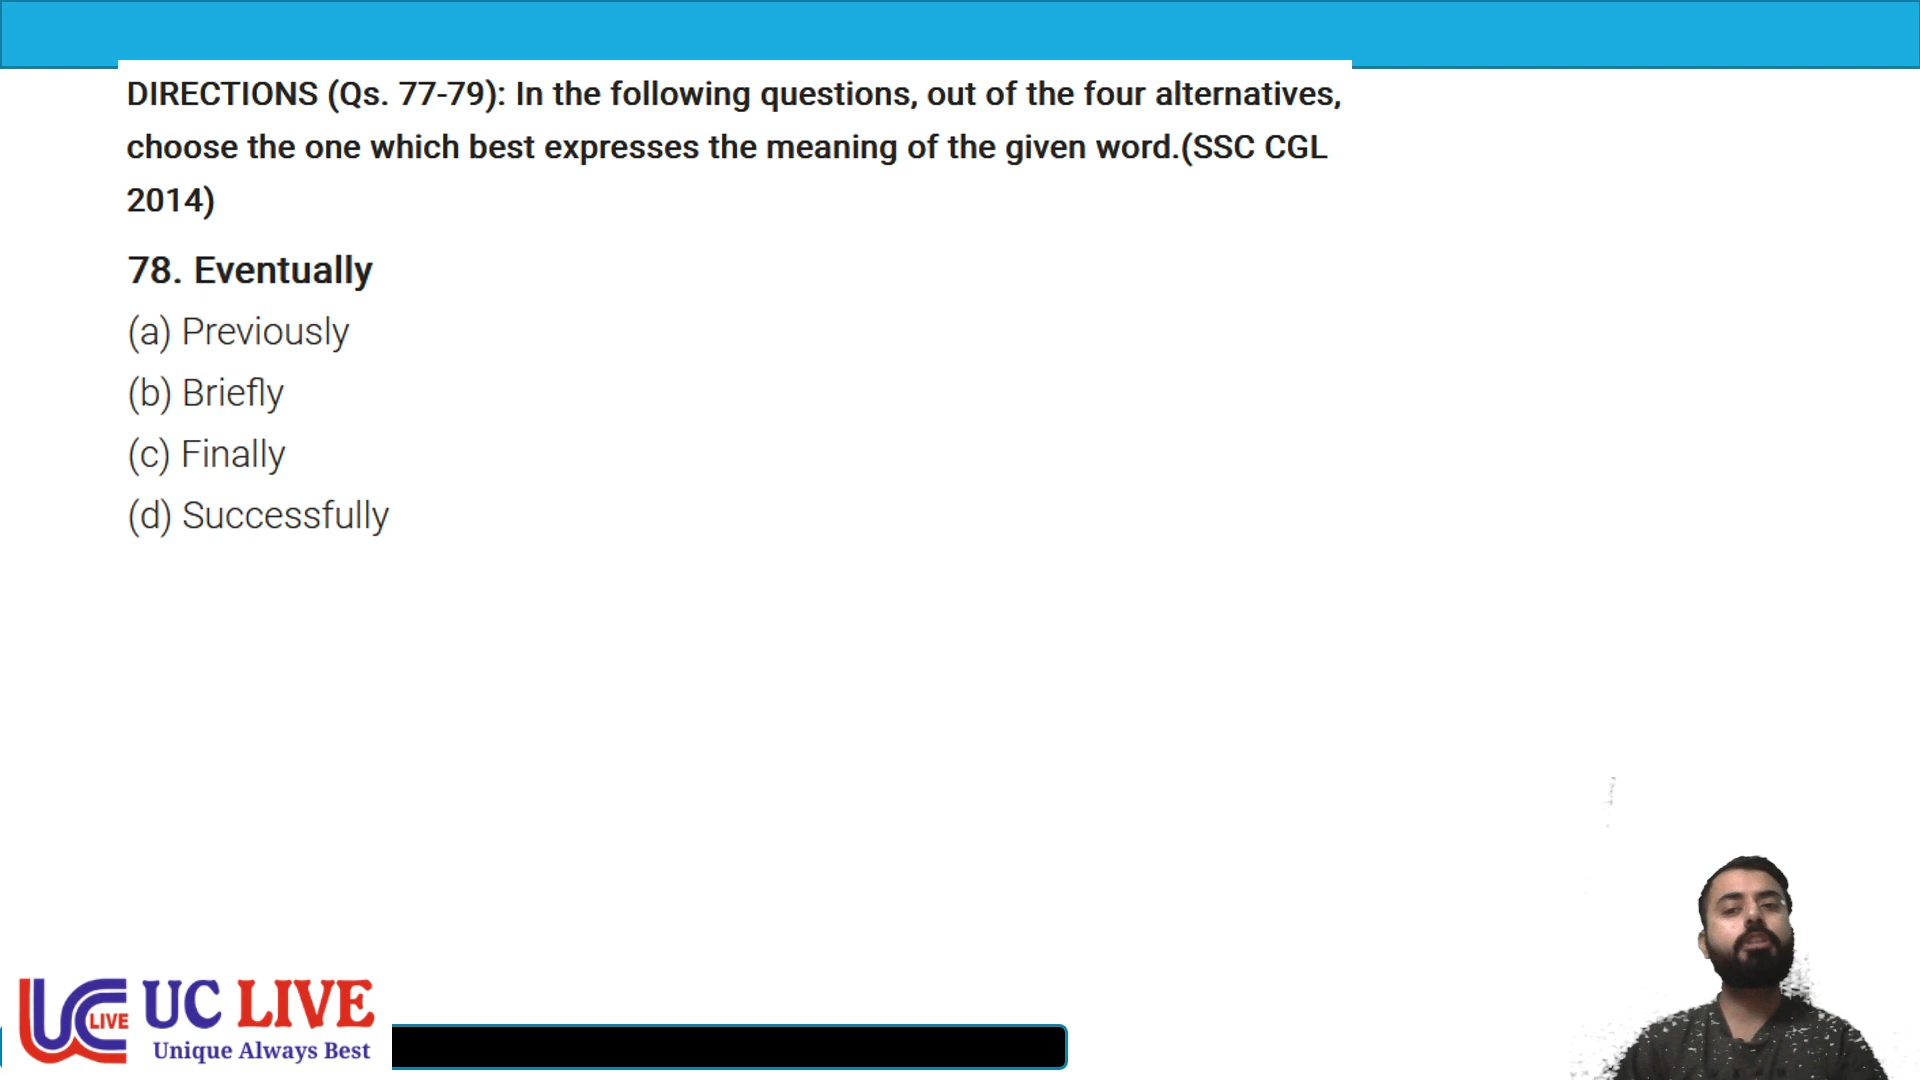 DIRECTIONS (Qs. 77-79): In the following questions, out of the four alternatives,
choose the one which best expresses the meaning of the given word.(SSC CGL
2014)
78. Eventually
(a) Previously
(b) Briefly
(c) Finally
(d) Successfully
UC LIVE UC LIVE
Unique Always Best